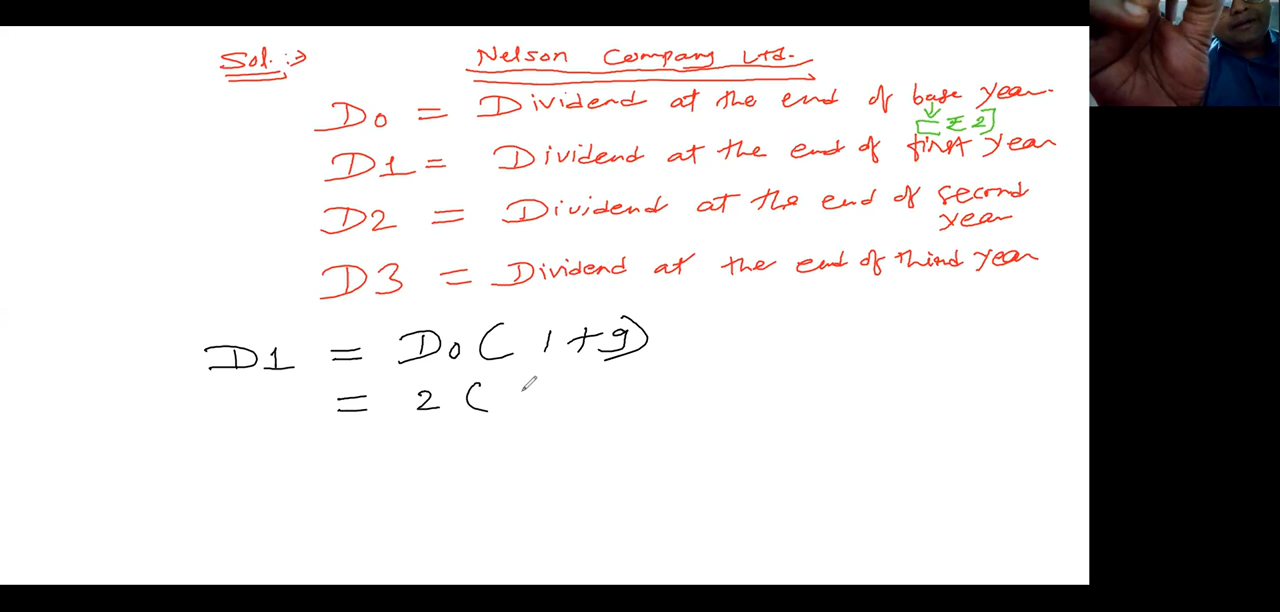 Sol. :→
Nelson Company Ltd.
D0 = Dividend at the end of base year.
[₹ 2]
D1 = Dividend at the end of first year
D2 = Dividend at the end of second
year
D3 = Dividend at the end of third year
D1 = D0 ( 1+g)
= 2 (